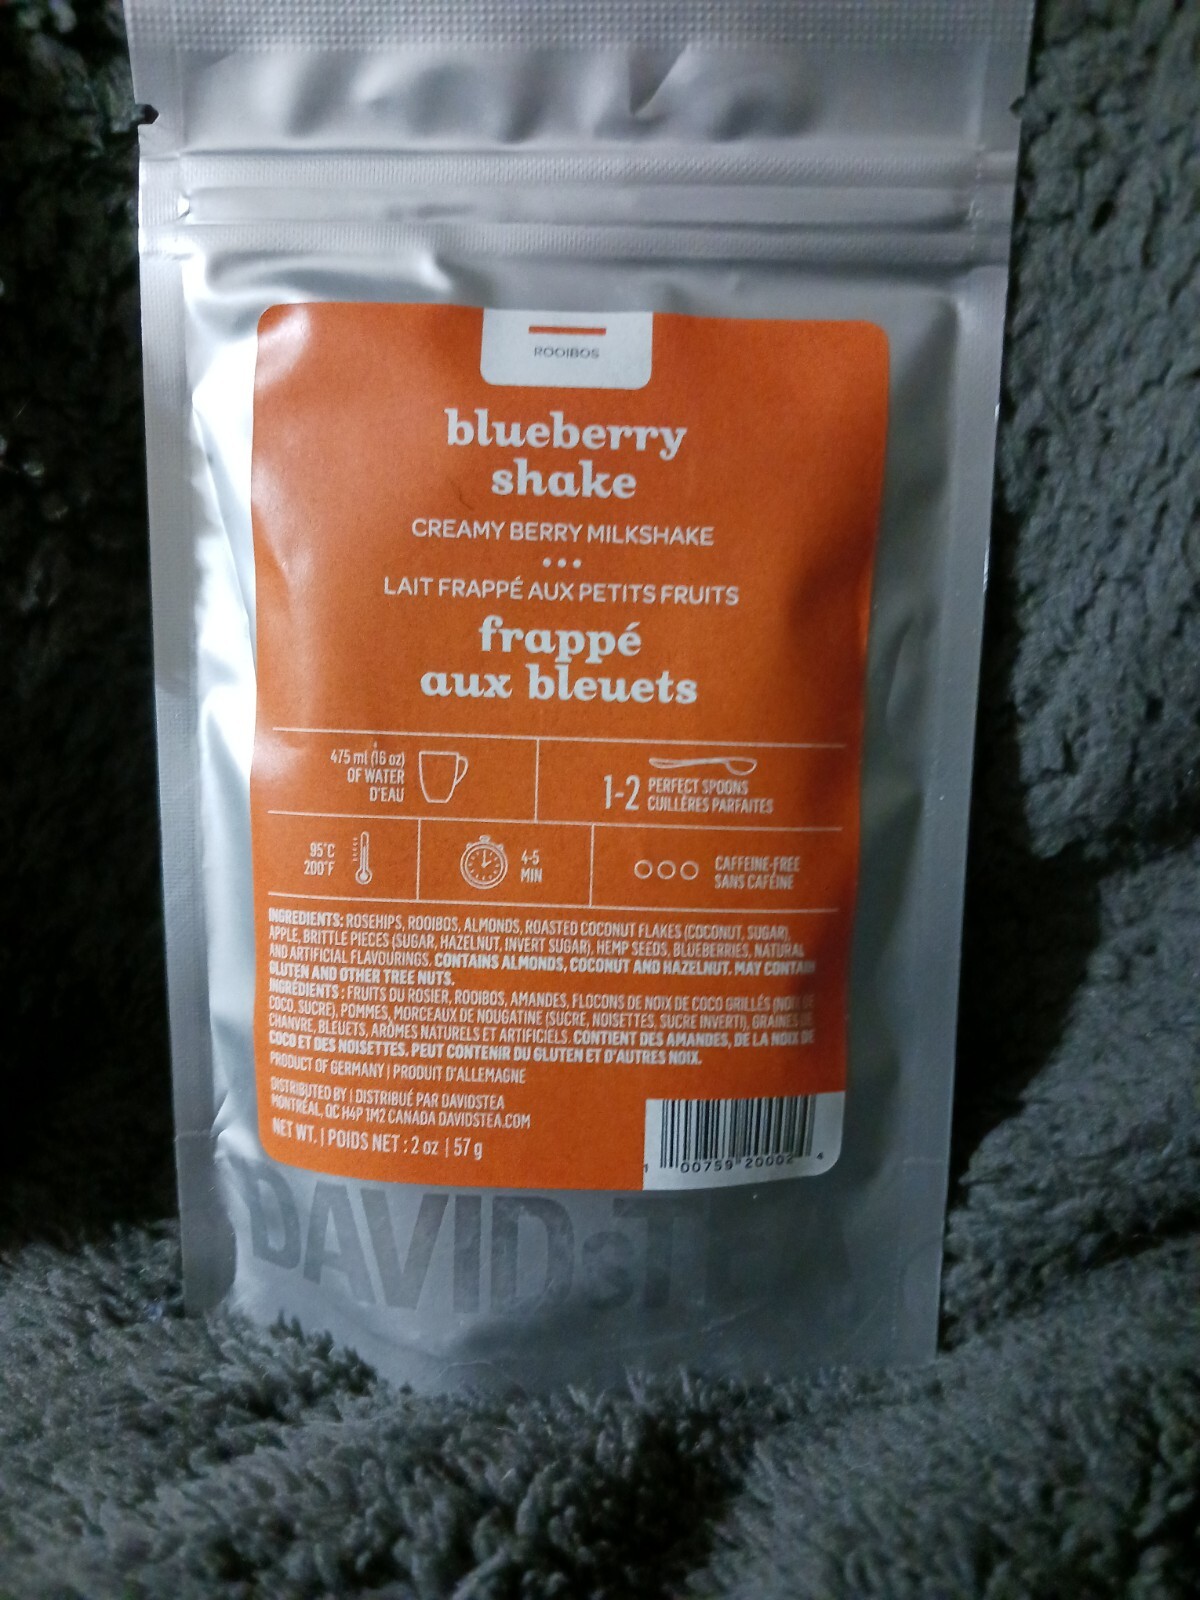 ROOIBOS
blueberry
shake
CREAMY BERRY MILKSHAKE
LAIT FRAPPÉ AUX PETITS FRUITS
frappé
aux bleuets
475 ml (16 oz)
OF WATER
D'EAU
1-2 PERFECT SPOONS
CUILLÈRES PARFAITES
95°C
200°F
4-5
MIN
CAFFEINE-FREE
SANS CAFÉINE
INGREDIENTS: ROSEHIPS, ROOIBOS, ALMONDS, ROASTED COCONUT FLAKES (COCONUT, SUGAR),
APPLE, BRITTLE PIECES (SUGAR, HAZELNUT, INVERT SUGAR), HEMP SEEDS, BLUEBERRIES, NATURAL
AND ARTIFICIAL FLAVOURINGS. CONTAINS ALMONDS, COCONUT AND HAZELNUT. MAY CONTAIN
GLUTEN AND OTHER TREE NUTS.
INGRÉDIENTS : FRUITS DU ROSIER, ROOIBOS, AMANDES, FLOCONS DE NOIX DE COCO GRILLÉS (NOIX DE
COCO, SUCRE), POMMES, MORCEAUX DE NOUGATINE (SUCRE, NOISETTES, SUCRE INVERTI), GRAINES DE
CHANVRE, BLEUETS, ARÔMES NATURELS ET ARTIFICIELS. CONTIENT DES AMANDES, DE LA NOIX DE
COCO ET DES NOISETTES. PEUT CONTENIR DU GLUTEN ET D'AUTRES NOIX.
PRODUCT OF GERMANY | PRODUIT D'ALLEMAGNE
DISTRIBUTED BY | DISTRIBUÉ PAR DAVIDSTEA
MONTRÉAL, QC H4P 1M2 CANADA DAVIDSTEA.COM
NET WT. | POIDS NET : 2 oz | 57 g
1 00759 20002 4
DAVIDsTEA